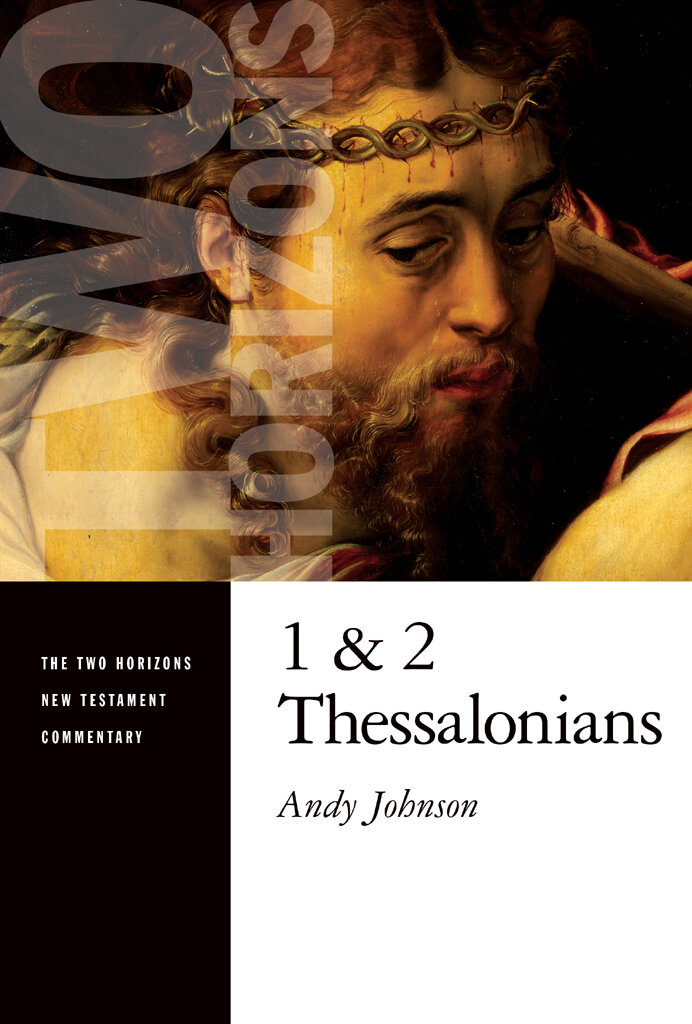 TWO
HORIZONS
THE TWO HORIZONS
NEW TESTAMENT
COMMENTARY
1 & 2
Thessalonians
Andy Johnson